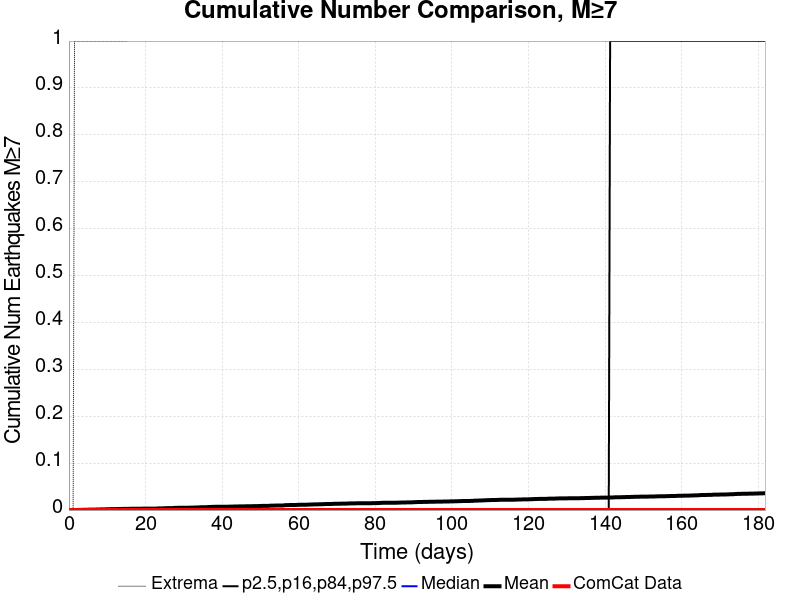 Cumulative Number Comparison, M≥7
Cumulative Num Earthquakes M≥7
1
0.9
0.8
0.7
0.6
0.5
0.4
0.3
0.2
0.1
0
0 20 40 60 80 100 120 140 160 180
Time (days)
Extrema p2.5,p16,p84,p97.5 Median Mean ComCat Data